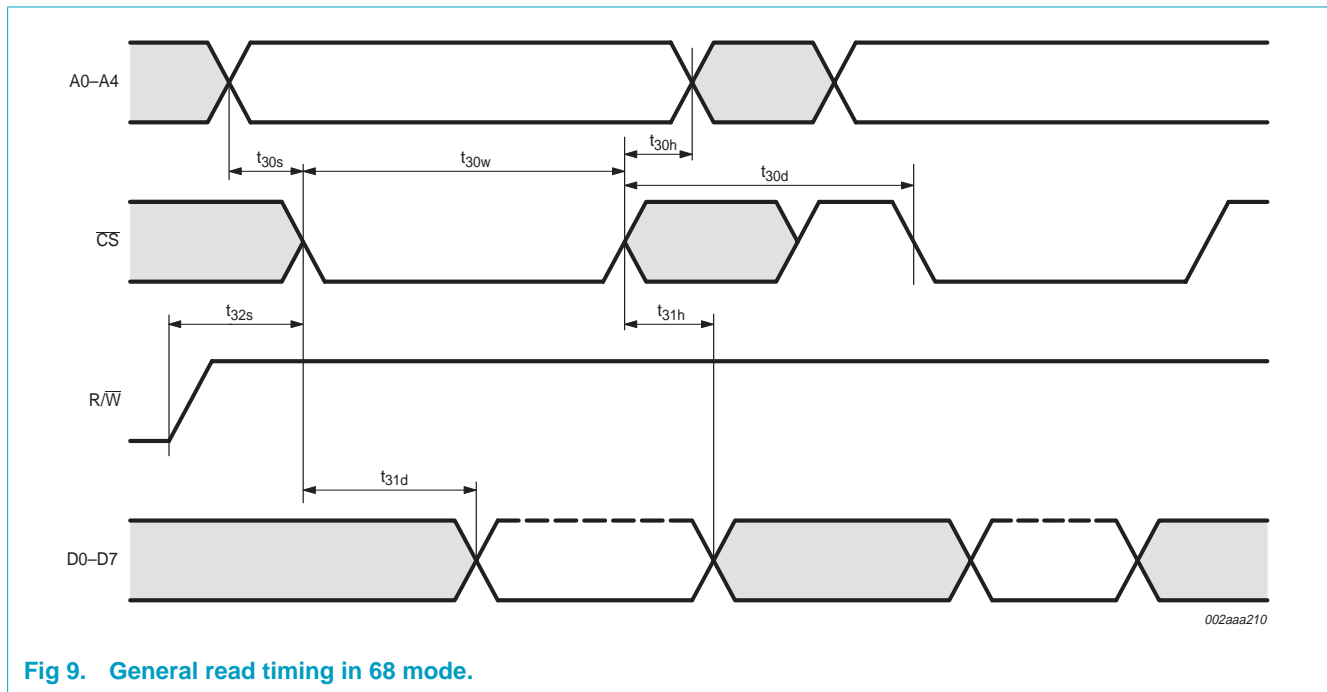 A0–A4
t30s
t30w
t30h
t30d
C̅S̅
t32s
t31h
R/W̅
t31d
D0–D7
002aaa210
Fig 9. General read timing in 68 mode.